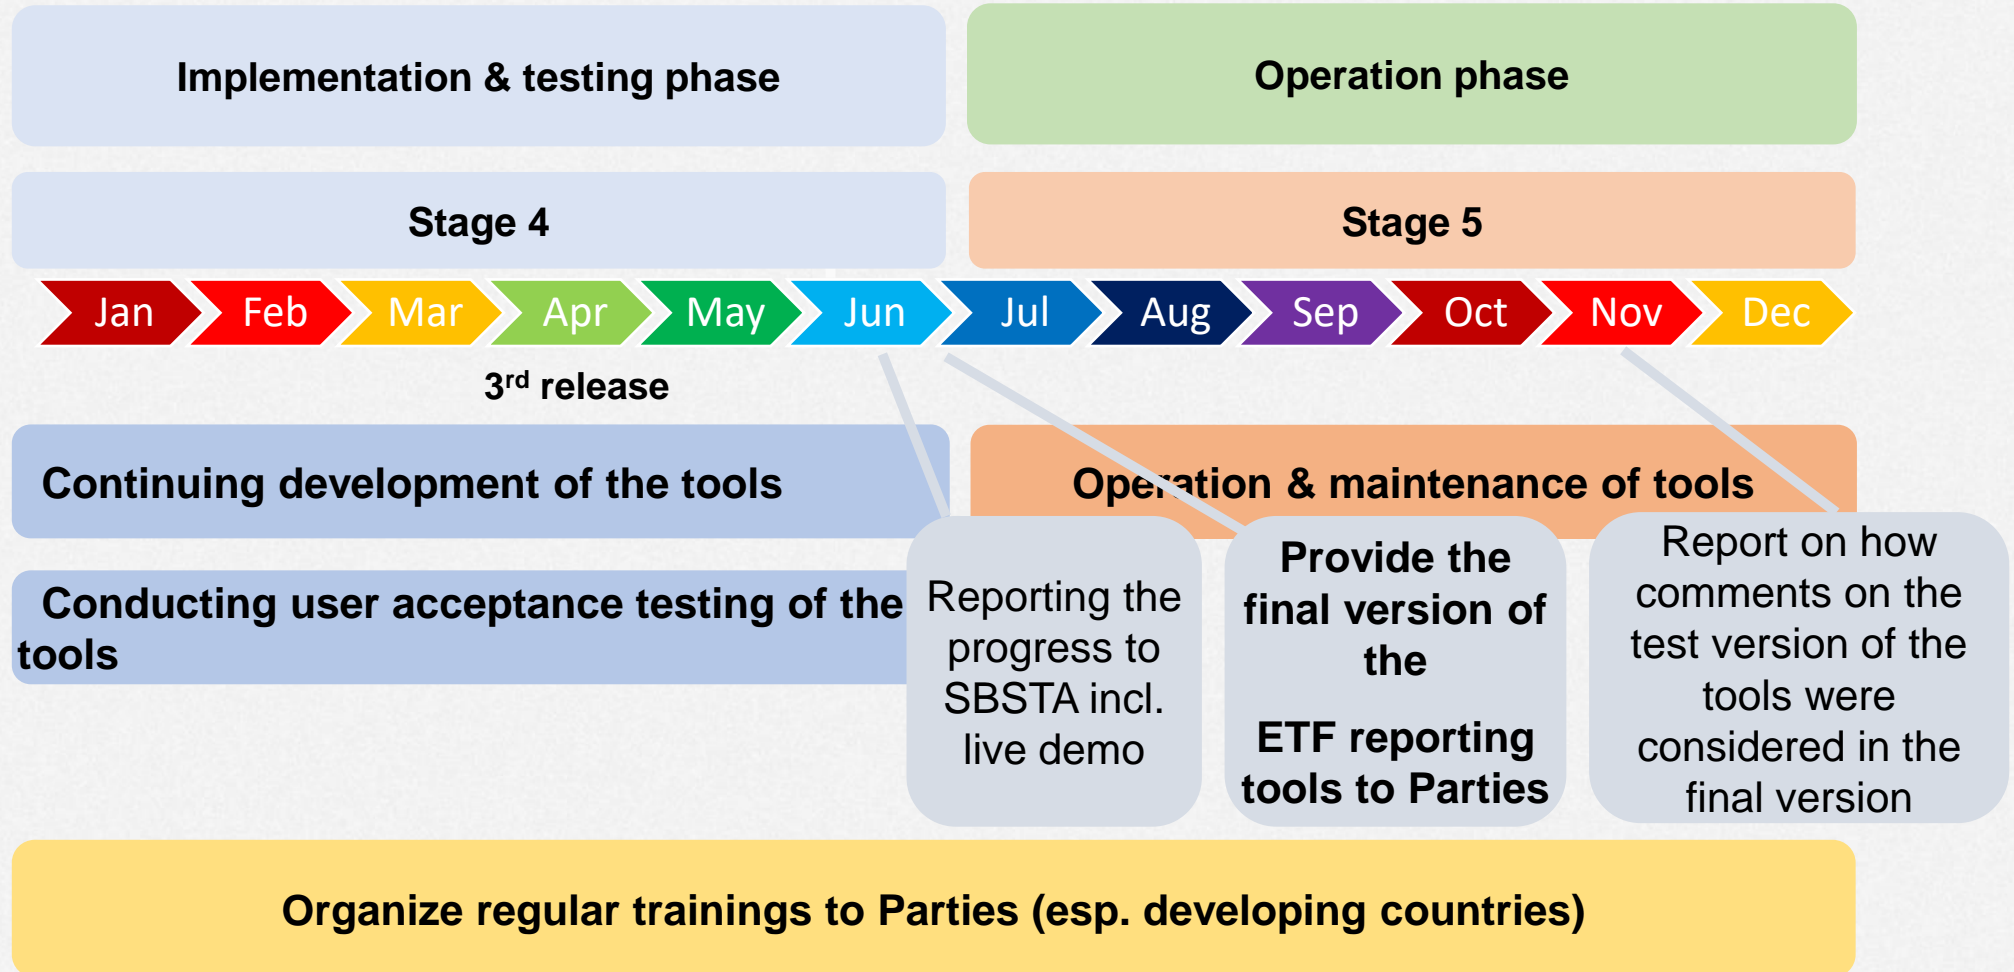 Implementation & testing phase
Operation phase
Stage 4
Stage 5
Jan Feb Mar Apr May Jun Jul Aug Sep Oct Nov Dec
3rd release
Continuing development of the tools
Operation & maintenance of tools
Conducting user acceptance testing of the
tools
Reporting the
progress to
SBSTA incl.
live demo
Provide the
final version of
the
ETF reporting
tools to Parties
Report on how
comments on the
test version of the
tools were
considered in the
final version
Organize regular trainings to Parties (esp. developing countries)